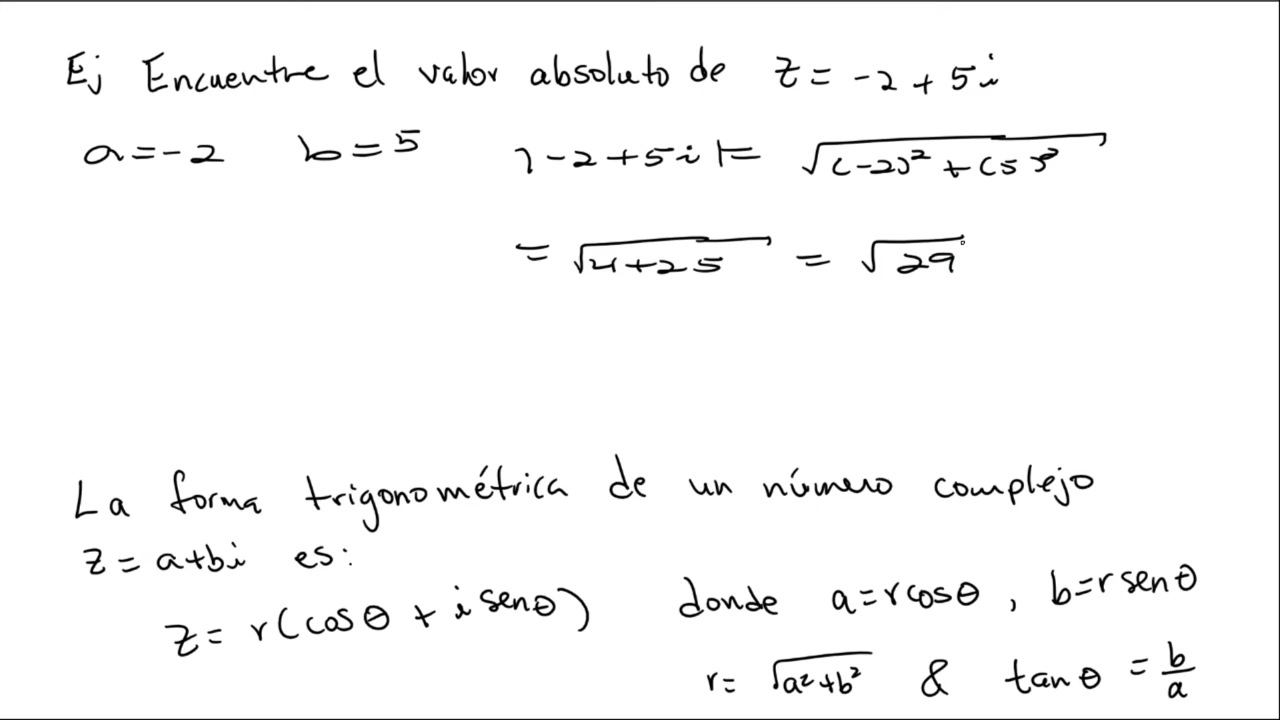 Ej Encuentre el valor absoluto de z = -2 + 5i
a = -2 b = 5 |-2 + 5i| = √((-2)² + (5)²)
= √(4+25) = √29
La forma trigonométrica de un número complejo
z = a+bi es:
z = r(cos θ + i sen θ) donde a = r cos θ , b = r sen θ
r = √(a²+b²) & tan θ = b/a